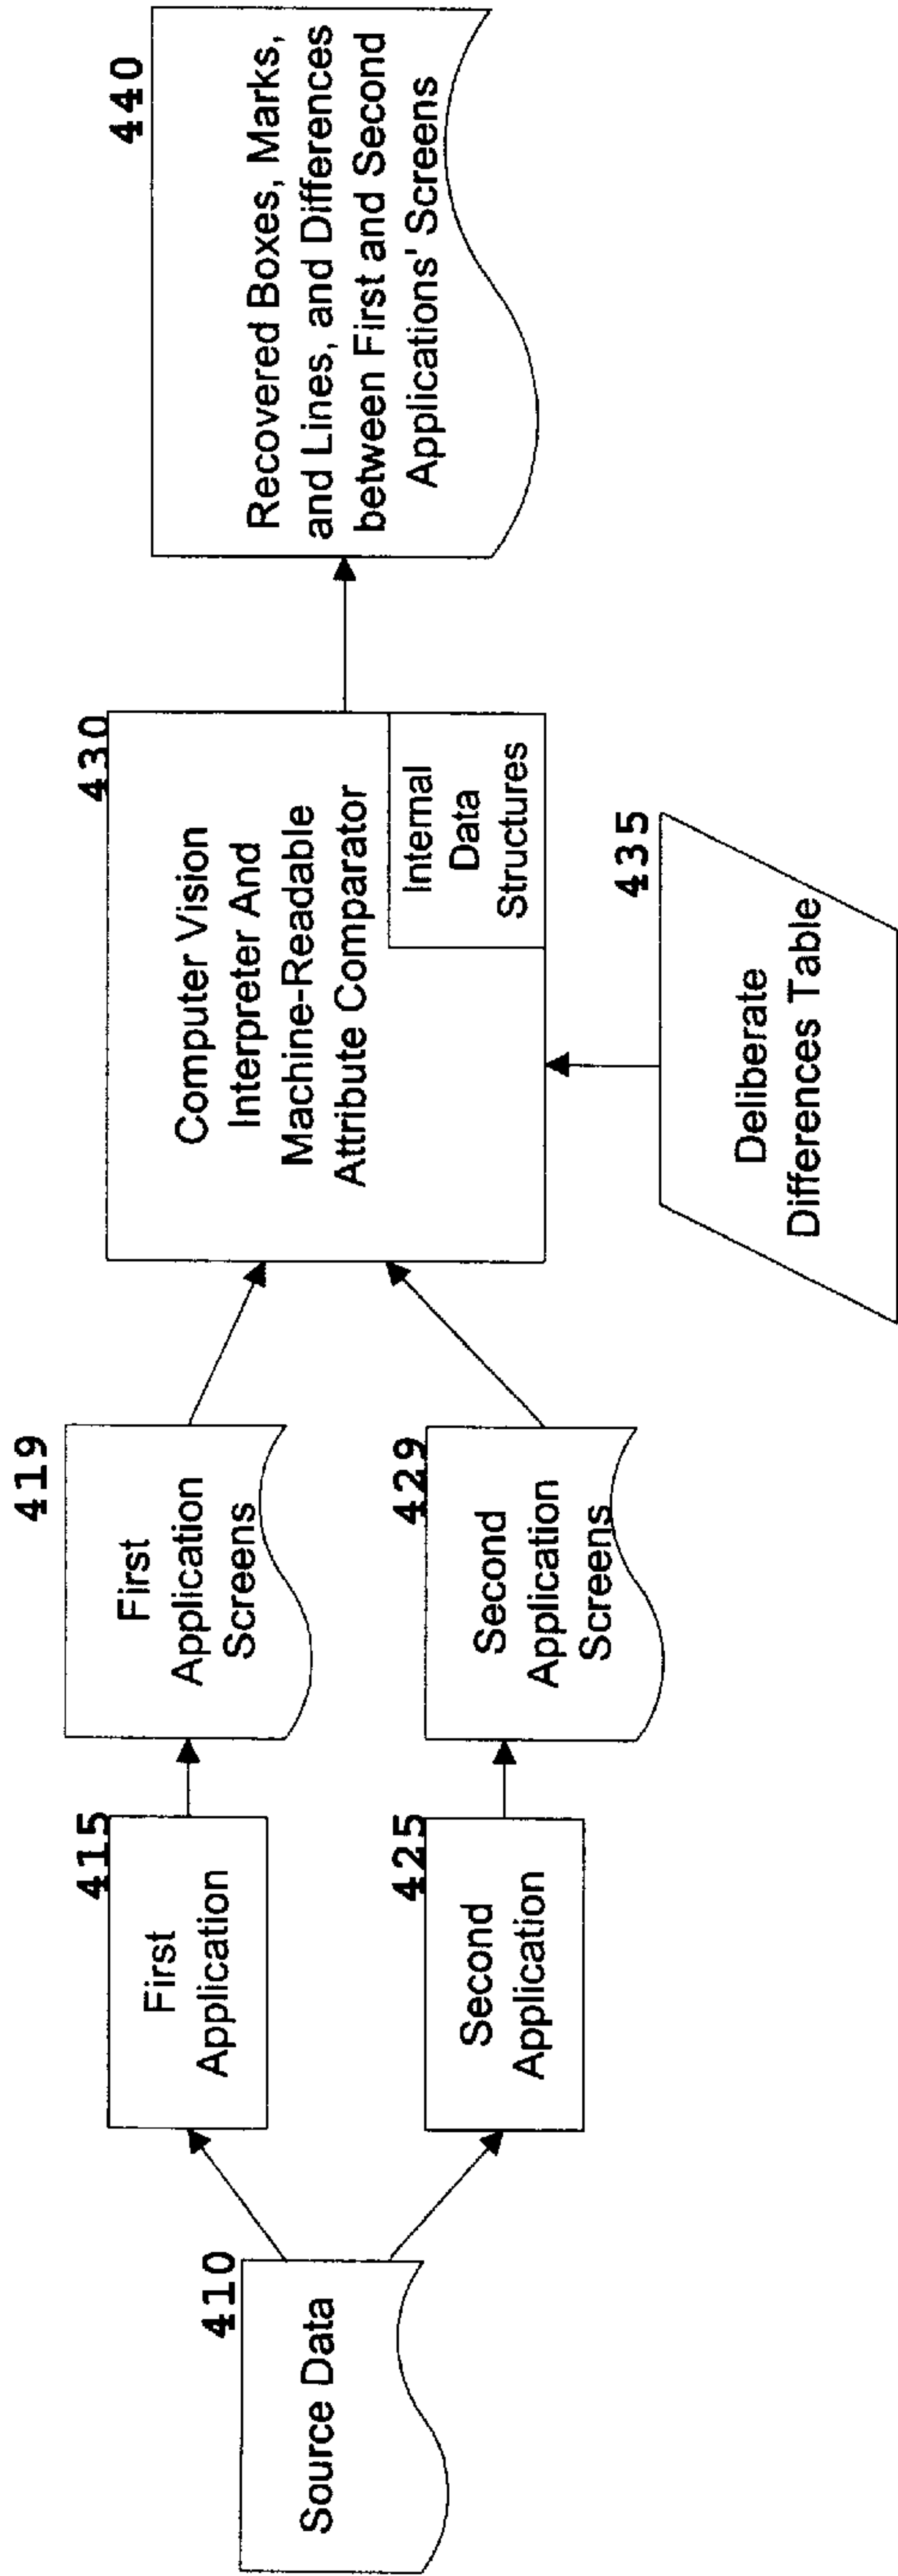 410
Source Data
415
First
Application
419
First
Application
Screens
425
Second
Application
429
Second
Application
Screens
430
Computer Vision
Interpreter And
Machine-Readable
Attribute Comparator
Internal
Data
Structures
435
Deliberate
Differences Table
440
Recovered Boxes, Marks,
and Lines, and Differences
between First and Second
Applications' Screens